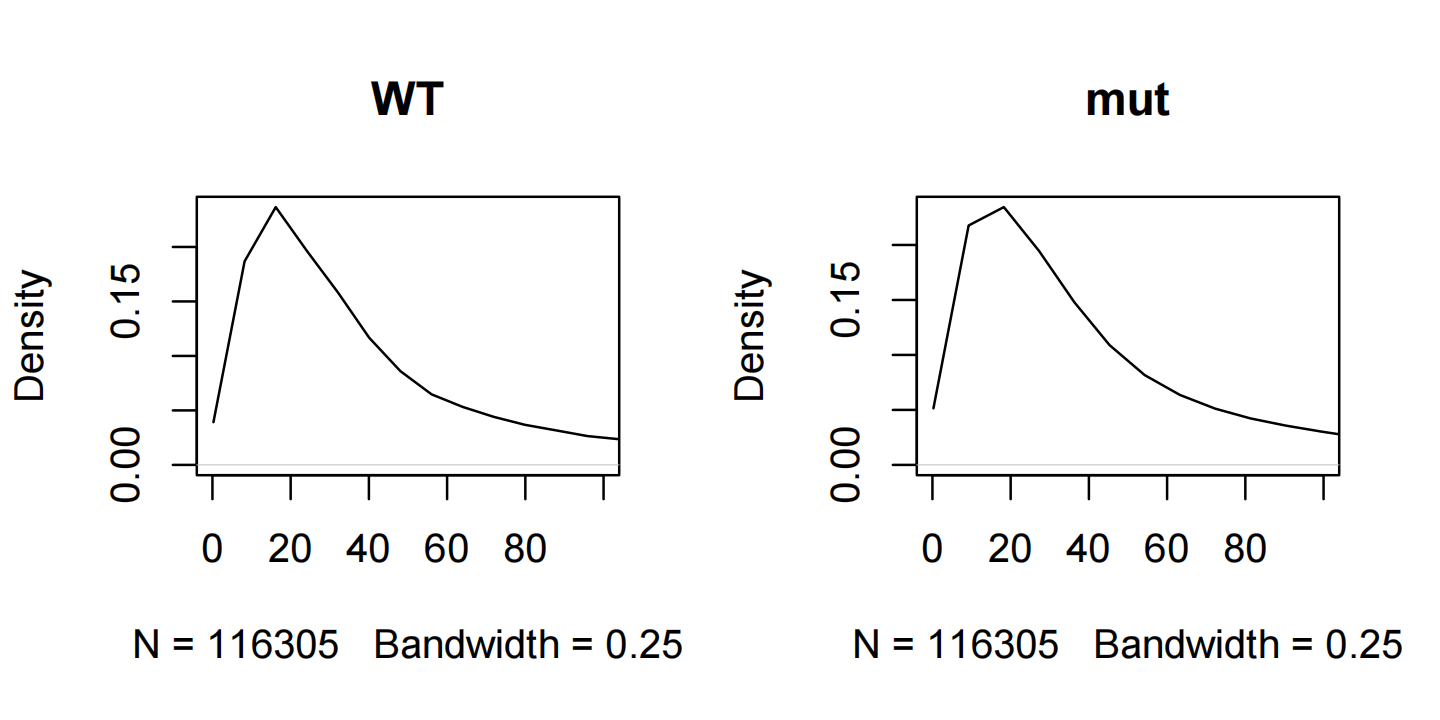 WT
Density
0.15
0.00
0 20 40 60 80
N = 116305 Bandwidth = 0.25
mut
Density
0.15
0.00
0 20 40 60 80
N = 116305 Bandwidth = 0.25